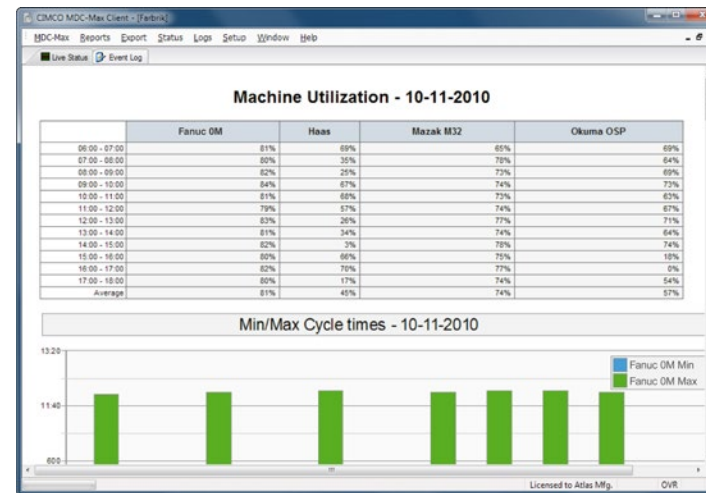 CIMCO MDC-Max Client - [Farbrik]
MDC-Max Reports Export Status Logs Setup Window Help
Live Status Event Log
Machine Utilization - 10-11-2010
Fanuc 0M Haas Mazak M32 Okuma OSP
06:00 - 07:00 81% 69% 65% 69%
07:00 - 08:00 80% 35% 78% 64%
08:00 - 09:00 82% 25% 73% 69%
09:00 - 10:00 84% 67% 74% 73%
10:00 - 11:00 81% 68% 73% 63%
11:00 - 12:00 79% 57% 74% 67%
12:00 - 13:00 83% 26% 77% 71%
13:00 - 14:00 81% 34% 74% 64%
14:00 - 15:00 82% 3% 78% 74%
15:00 - 16:00 80% 66% 75% 18%
16:00 - 17:00 82% 70% 77% 0%
17:00 - 18:00 80% 17% 74% 54%
Average 81% 45% 74% 57%
Min/Max Cycle times - 10-11-2010
13:20
Fanuc 0M Min
Fanuc 0M Max
11:40
600
Licensed to Atlas Mfg. OVR